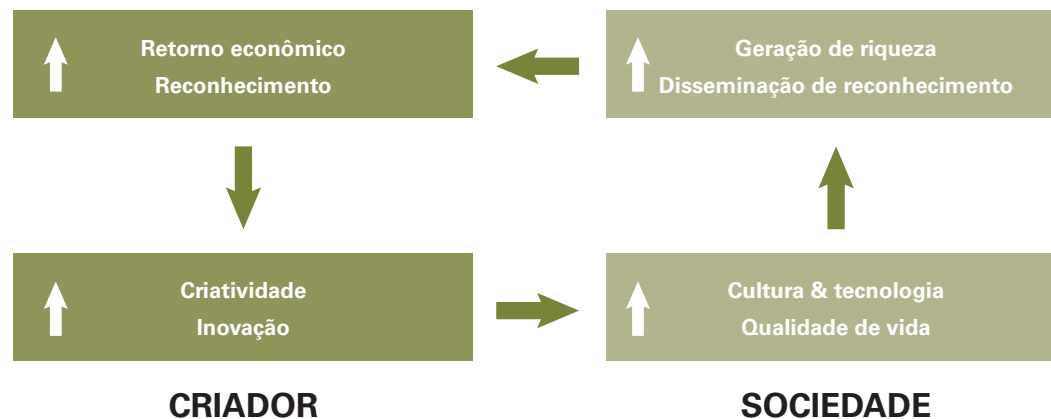 Retorno econômico
Reconhecimento
Geração de riqueza
Disseminação de reconhecimento
Criatividade
Inovação
Cultura & tecnologia
Qualidade de vida
CRIADOR
SOCIEDADE